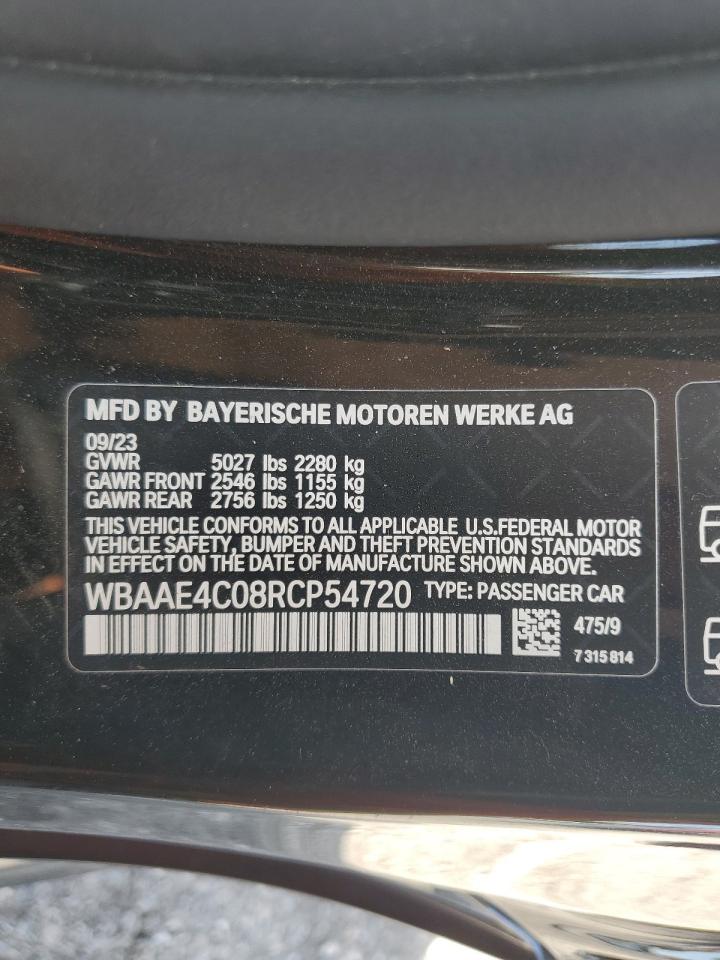 MFD BY BAYERISCHE MOTOREN WERKE AG
09/23
GVWR 5027 lbs 2280 kg
GAWR FRONT 2546 lbs 1155 kg
GAWR REAR 2756 lbs 1250 kg
THIS VEHICLE CONFORMS TO ALL APPLICABLE U.S.FEDERAL MOTOR
VEHICLE SAFETY, BUMPER AND THEFT PREVENTION STANDARDS
IN EFFECT ON THE DATE OF MANUFACTURE SHOWN ABOVE.
WBAAE4C08RCP54720 TYPE: PASSENGER CAR
475/9
7 315 814